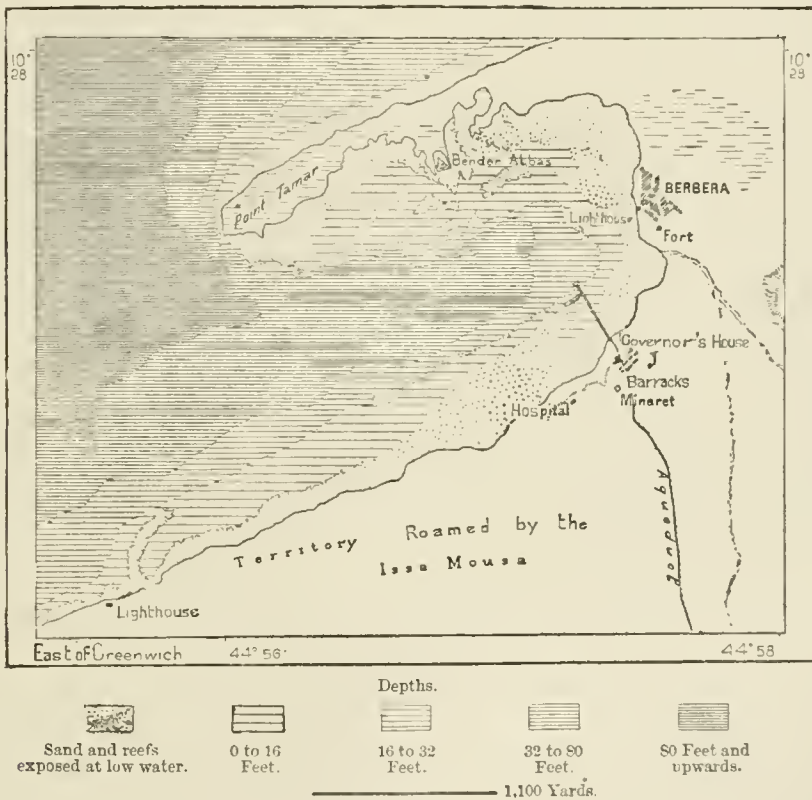 10°
28
10°
28
Point Tamar
Bender Abbas
BERBERA
Lighthouse
Fort
Governor's House
Barracks
Minaret
Hospital
Aqueduct
Territory Roamed by the
Issa Mousa
Lighthouse
East of Greenwich
44° 56'
44° 58
Depths.
Sand and reefs
exposed at low water.
0 to 16
Feet.
16 to 32
Feet.
32 to 80
Feet.
80 Feet and
upwards.
1,100 Yards.